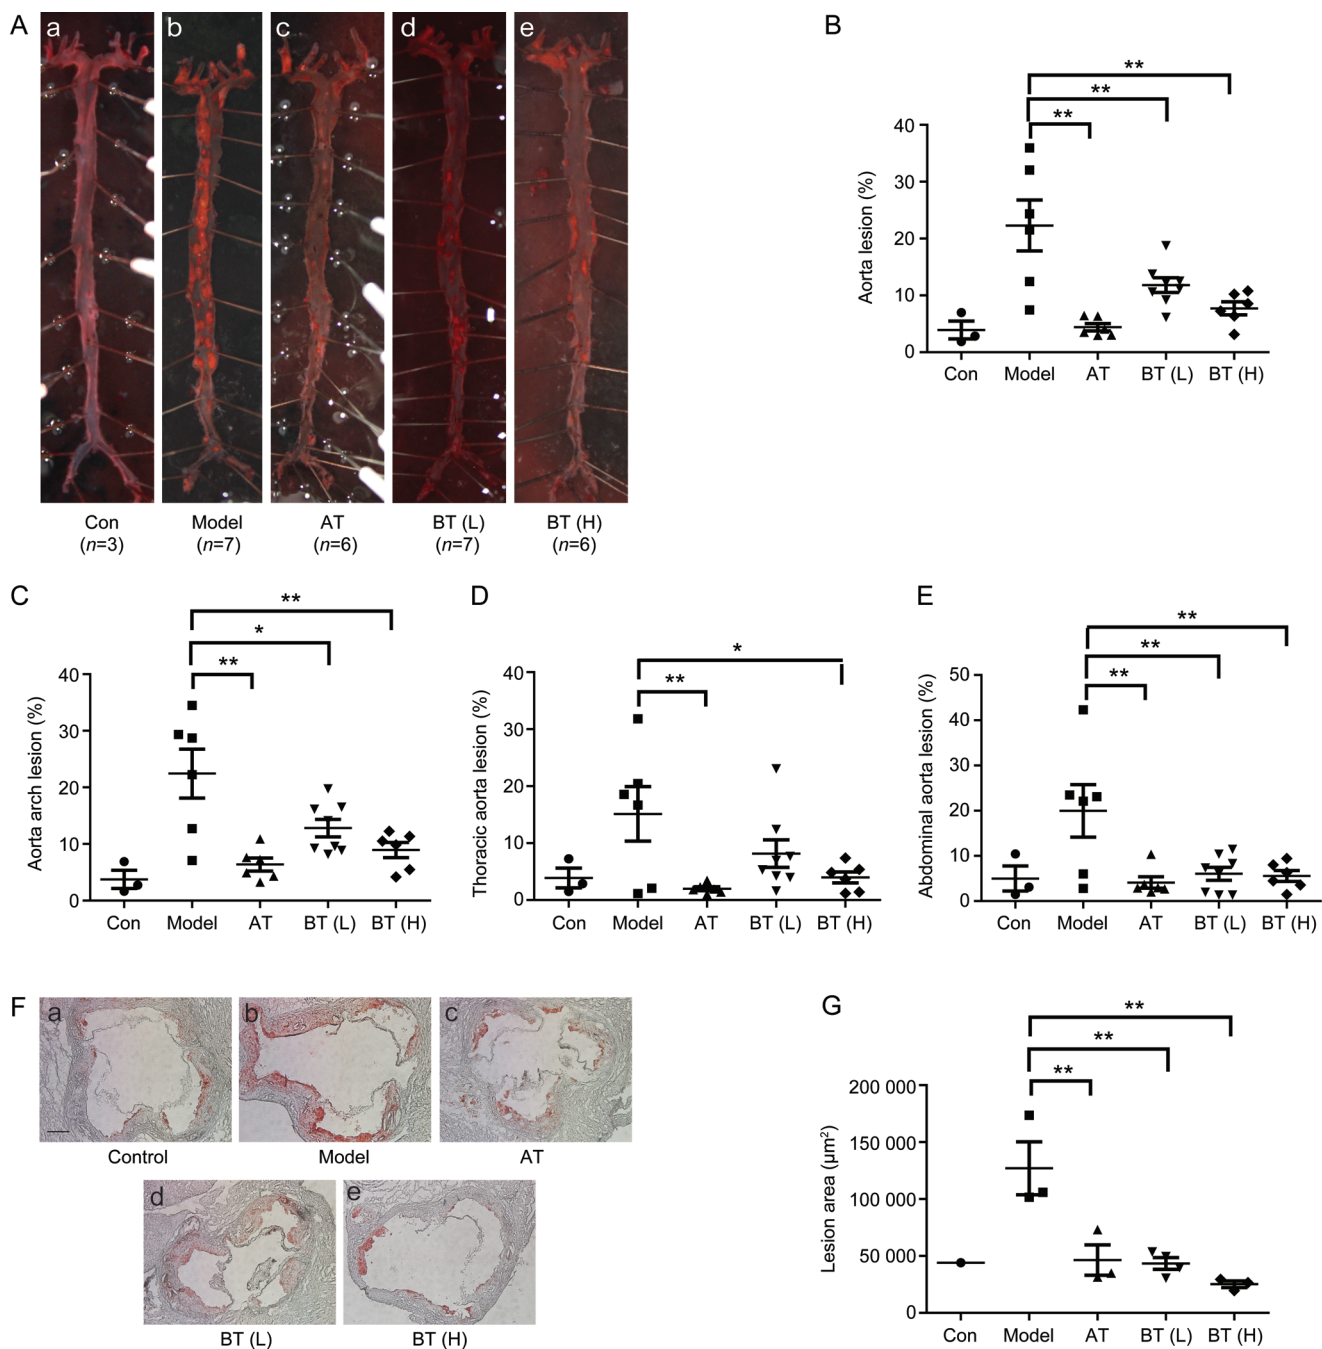 A
a
b
c
d
e
Con
(n=3)
Model
(n=7)
AT
(n=6)
BT (L)
(n=7)
BT (H)
(n=6)
B
**
**
**
Aorta lesion (%)
40
30
20
10
0
Con Model AT BT (L) BT (H)
C
**
*
**
Aorta arch lesion (%)
40
30
20
10
0
Con Model AT BT (L) BT (H)
D
*
**
Thoracic aorta lesion (%)
40
30
20
10
0
Con Model AT BT (L) BT (H)
E
**
**
**
Abdominal aorta lesion (%)
50
40
30
20
10
0
Con Model AT BT (L) BT (H)
F
a
b
c
Control
Model
AT
d
e
BT (L)
BT (H)
G
**
**
**
Lesion area (μm²)
200 000
150 000
100 000
50 000
0
Con Model AT BT (L) BT (H)